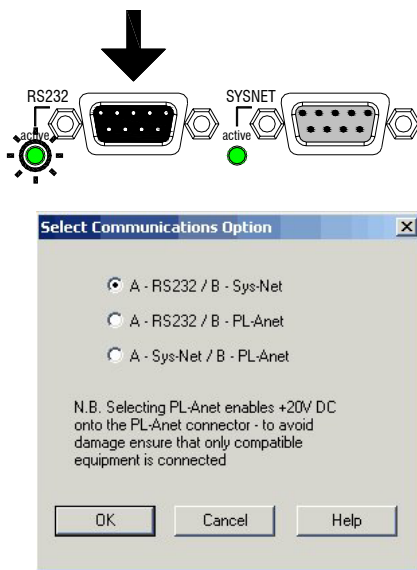 RS232
SYSNET
active
active
Select Communications Option
A - RS232 / B - Sys-Net
A - RS232 / B - PL-Anet
A - Sys-Net / B - PL-Anet
N.B. Selecting PL-Anet enables +20V DC
onto the PL-Anet connector - to avoid
damage ensure that only compatible
equipment is connected
OK
Cancel
Help